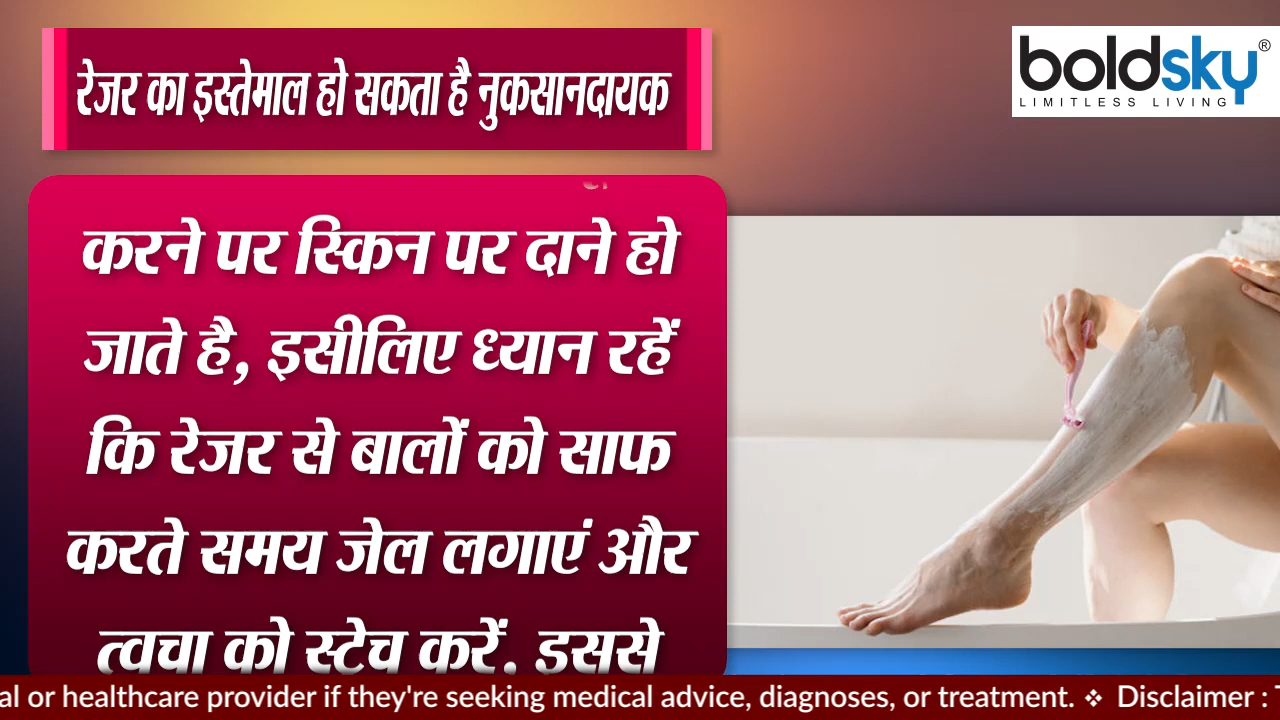 रेजर का इस्तेमाल हो सकता है नुकसानदायक
boldsky®
LIMITLESS LIVING
करने पर स्किन पर दाने हो
जाते है, इसीलिए ध्यान रहें
कि रेजर से बालों को साफ
करते समय जेल लगाएं और
त्वचा को स्टेच करें, इससे
al or healthcare provider if they're seeking medical advice, diagnoses, or treatment. ❖ Disclaimer :